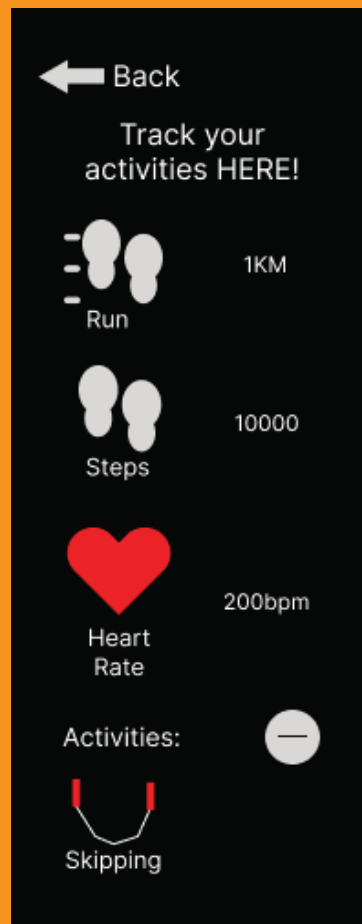 Back
Track your
activities HERE!
1KM
Run
10000
Steps
200bpm
Heart
Rate
Activities:
Skipping